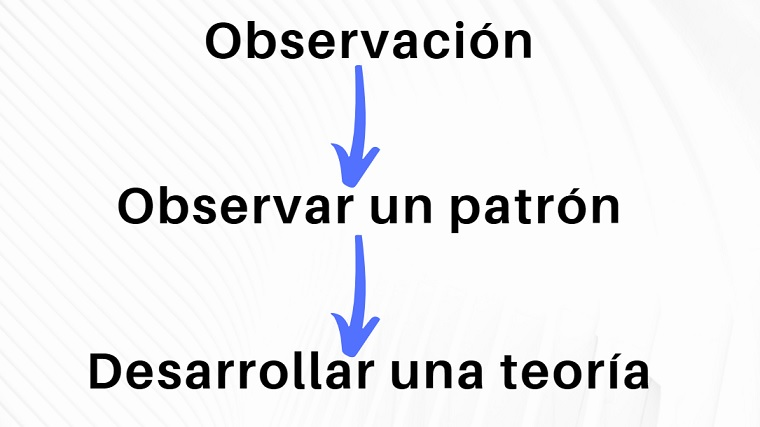 Observación
Observar un patrón
Desarrollar una teoría